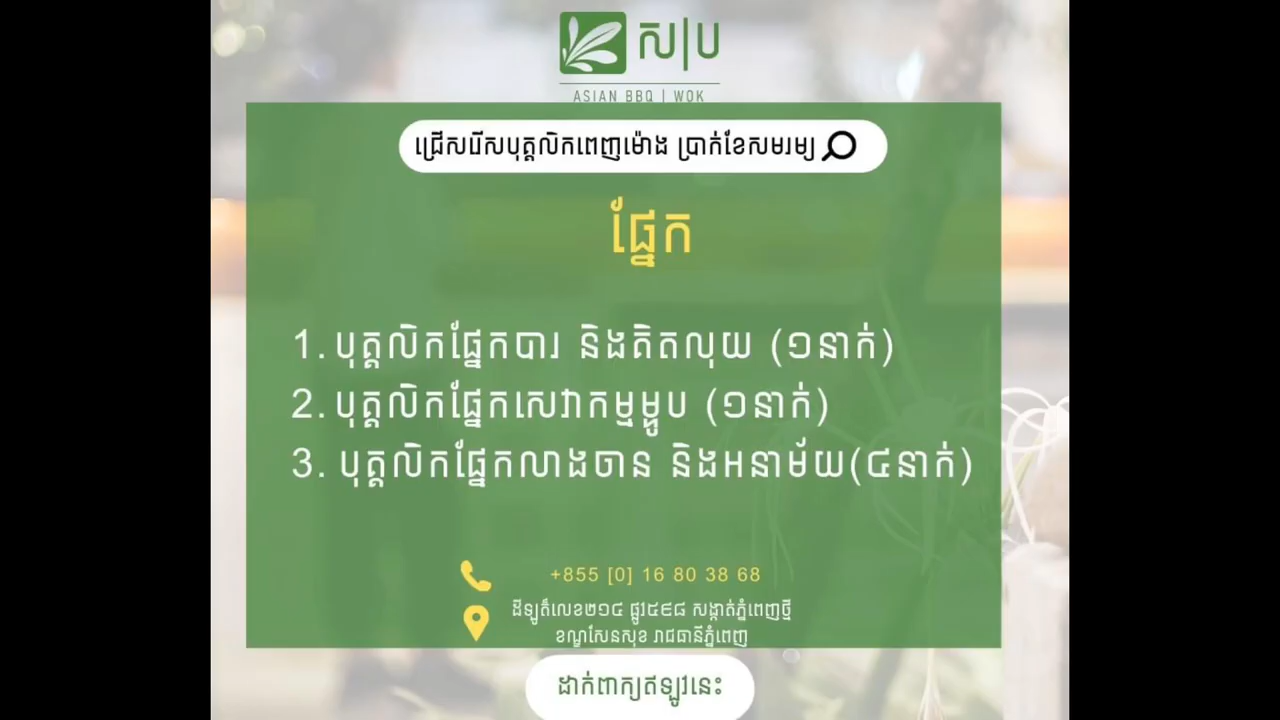 ស|ប
ASIAN BBQ | WOK
ជ្រើសរើសបុគ្គលិកពេញម៉ោង ប្រាក់ខែសមរម្យ
ផ្នែក
1. បុគ្គលិកផ្នែកបារ និងគិតលុយ (១នាក់)
2. បុគ្គលិកផ្នែកសេវាកម្មម្ហូប (១នាក់)
3. បុគ្គលិកផ្នែកលាងចាន និងអនាម័យ(៤នាក់)
+855 [0] 16 80 38 68
ដីឡូត៍លេខ២១៤ ផ្លូវ៥៩៨ សង្កាត់ភ្នំពេញថ្មី
ខណ្ឌសែនសុខ រាជធានីភ្នំពេញ
ដាក់ពាក្យឥឡូវនេះ